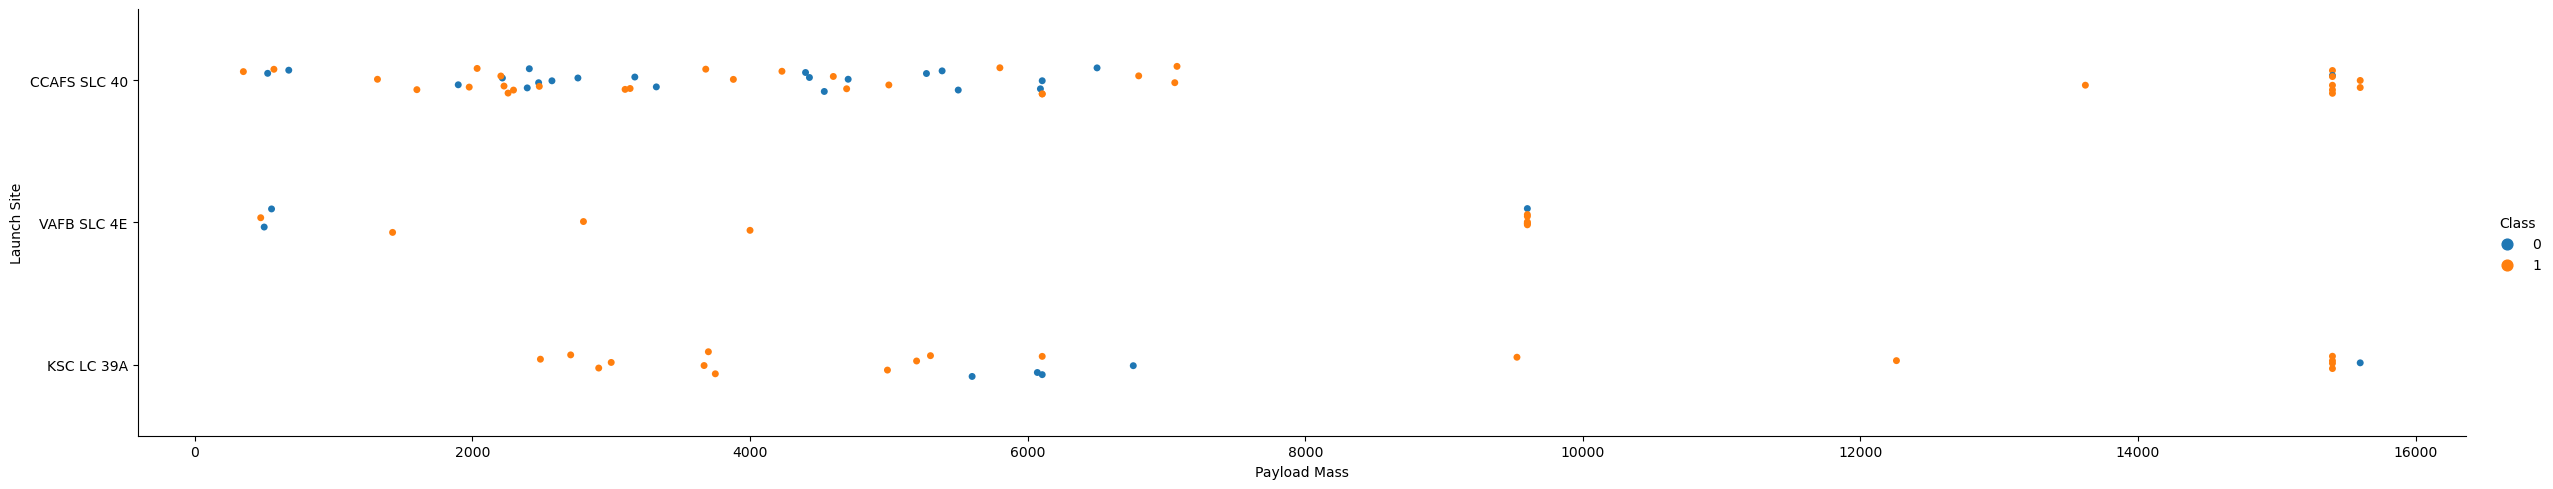 Launch Site
CCAFS SLC 40
VAFB SLC 4E
KSC LC 39A
0 2000 4000 6000 8000 10000 12000 14000 16000
Payload Mass
Class
0
1